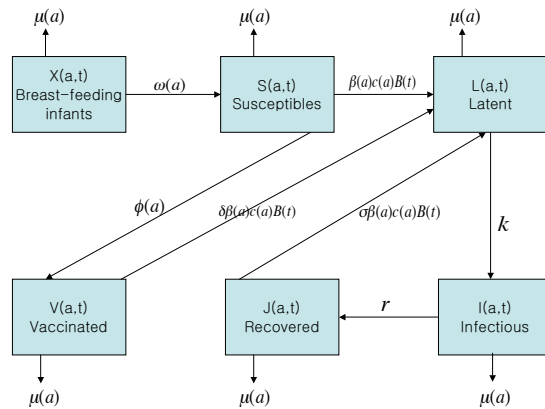 μ(a)
μ(a)
μ(a)
X(a,t)
Breast-feeding
infants
ω(a)
S(a,t)
Susceptibles
β(a)c(a)B(t)
L(a,t)
Latent
ϕ(a)
δβ(a)c(a)B(t)
σβ(a)c(a)B(t)
k
V(a,t)
Vaccinated
J(a,t)
Recovered
r
I(a,t)
Infectious
μ(a)
μ(a)
μ(a)